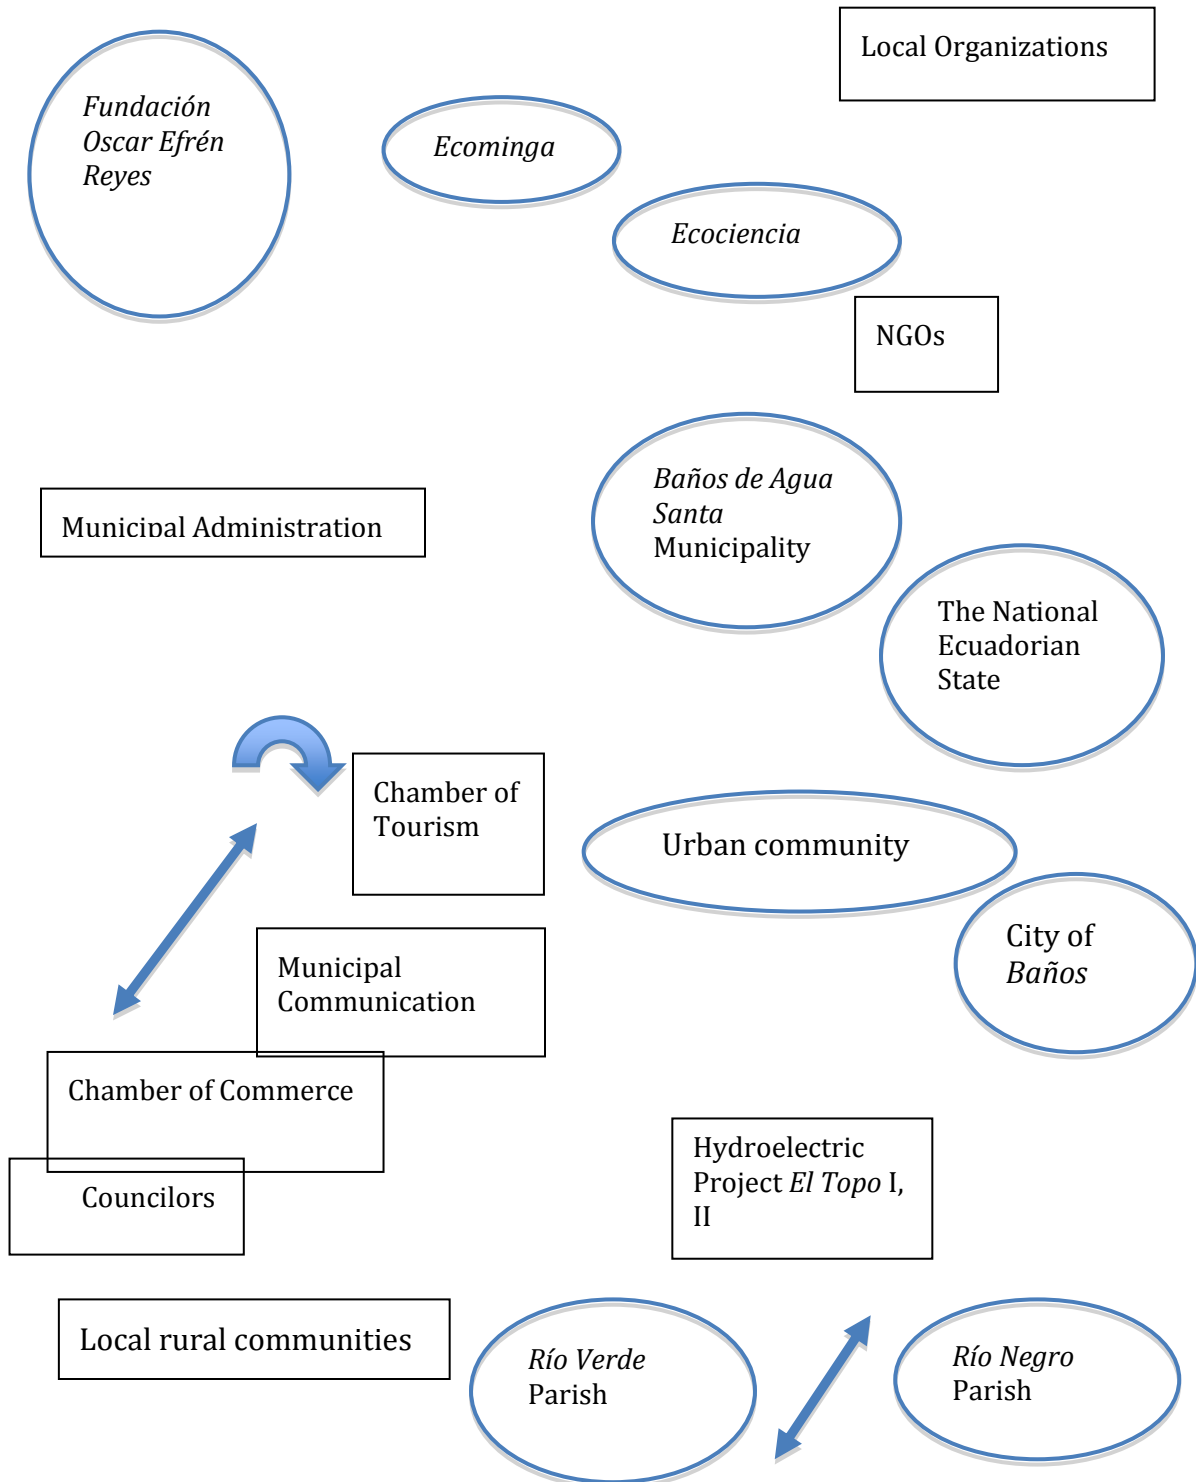 Local Organizations
Fundación
Oscar Efrén
Reyes
Ecominga
Ecociencia
NGOs
Baños de Agua
Santa
Municipality
Municipal Administration
The National
Ecuadorian
State
Chamber of
Tourism
Urban community
City of
Baños
Municipal
Communication
Chamber of Commerce
Councilors
Hydroelectric
Project El Topo I,
II
Local rural communities
Río Verde
Parish
Río Negro
Parish